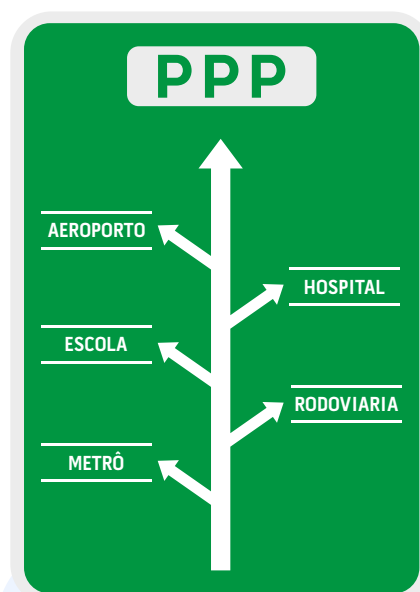 PPP
AEROPORTO
HOSPITAL
ESCOLA
RODOVIARIA
METRÔ